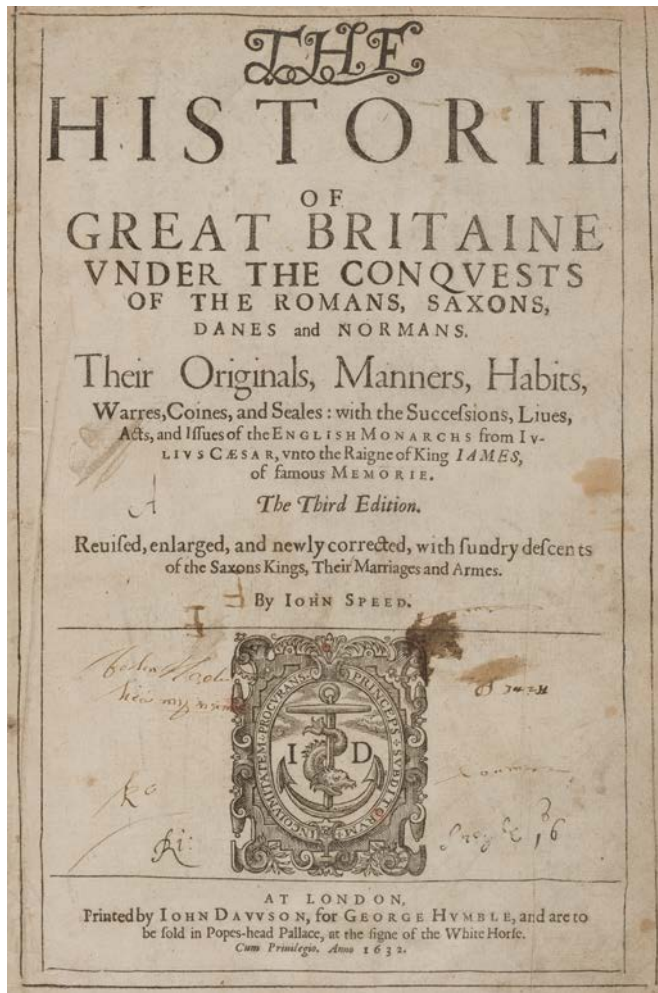 THE
HISTORIE
OF
GREAT BRITAINE
VNDER THE CONQVESTS
OF THE ROMANS, SAXONS,
DANES and NORMANS.
Their Originals, Manners, Habits,
Warres, Coines, and Seales: with the Succeſsions, Liues,
Acts, and Iſſues of the ENGLISH MONARCHS from IV-
LIVS CÆSAR, vnto the Raigne of King IAMES,
of famous MEMORIE.
The Third Edition.
Reuiſed, enlarged, and newly corrected, with ſundry deſcents
of the Saxons Kings, Their Marriages and Armes.
By IOHN SPEED.
PRINCEPS SVBDITORVM INCOLVMITATEM PROCVRANS
I D
AT LONDON,
Printed by IOHN DAVVSON, for GEORGE HVMBLE, and are to
be ſold in Popes-head Pallace, at the ſigne of the White Horſe.
Cum Priuilegio. Anno 1632.